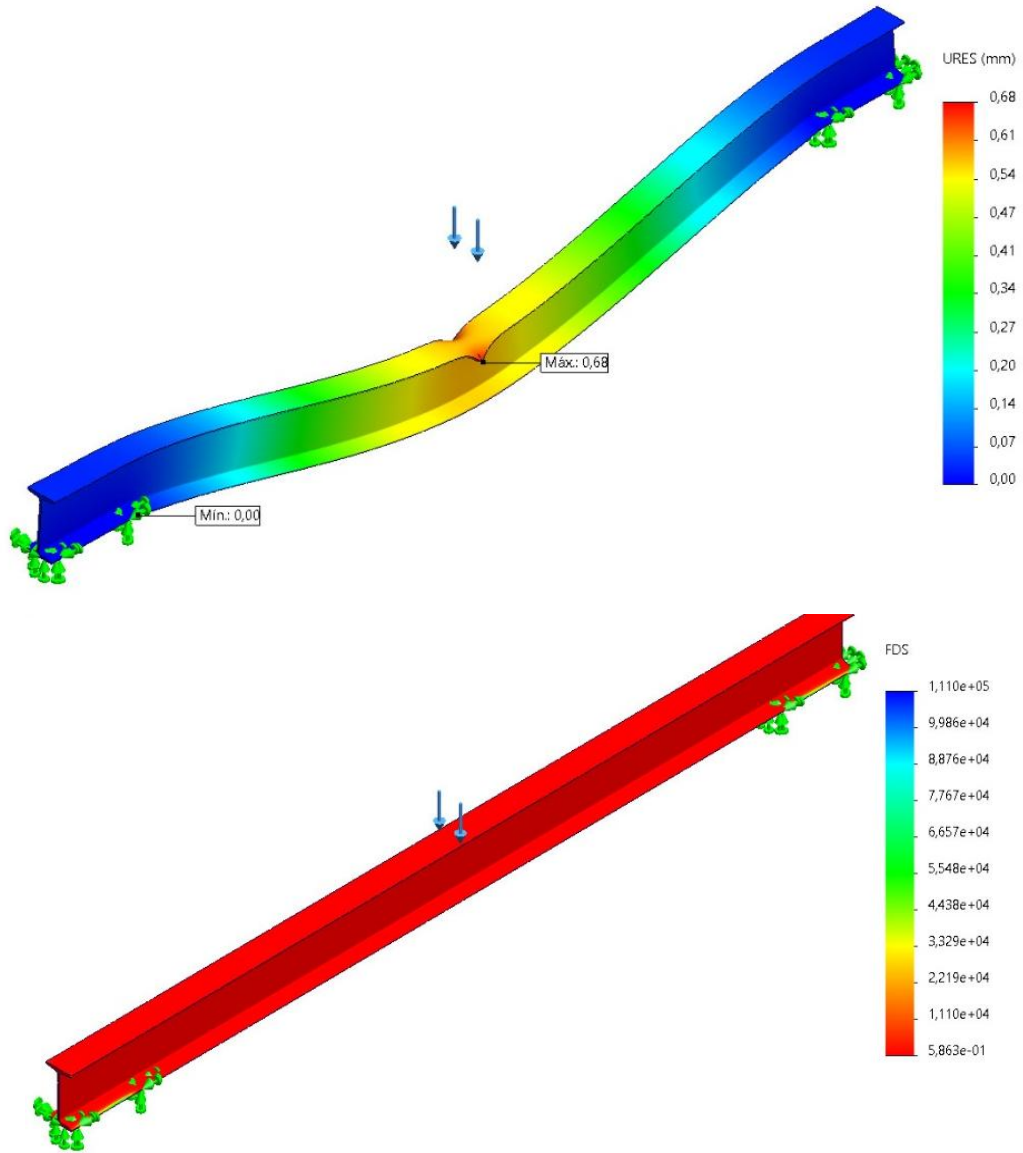 URES (mm)
0,68
0,61
0,54
0,47
0,41
0,34
0,27
0,20
0,14
0,07
0,00
Máx.: 0,68
Mín.: 0,00
FDS
1,110e+05
9,986e+04
8,876e+04
7,767e+04
6,657e+04
5,548e+04
4,438e+04
3,329e+04
2,219e+04
1,110e+04
5,863e-01